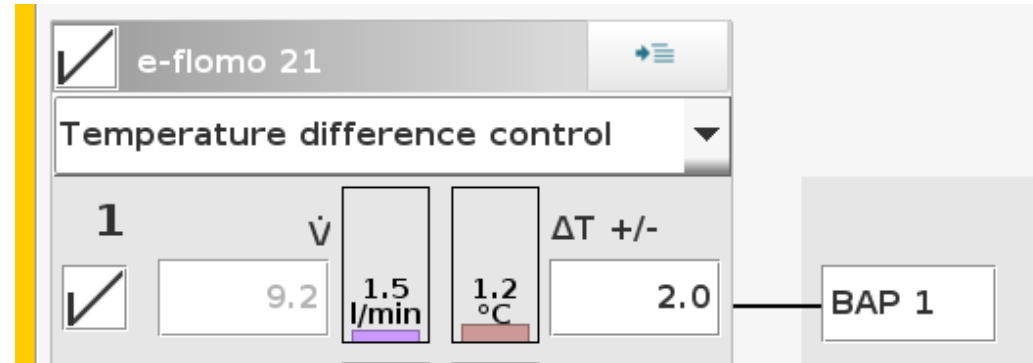 e-flomo 21
Temperature difference control
1
V̇
ΔT +/-
9.2
1.5
l/min
1.2
°C
2.0
BAP 1